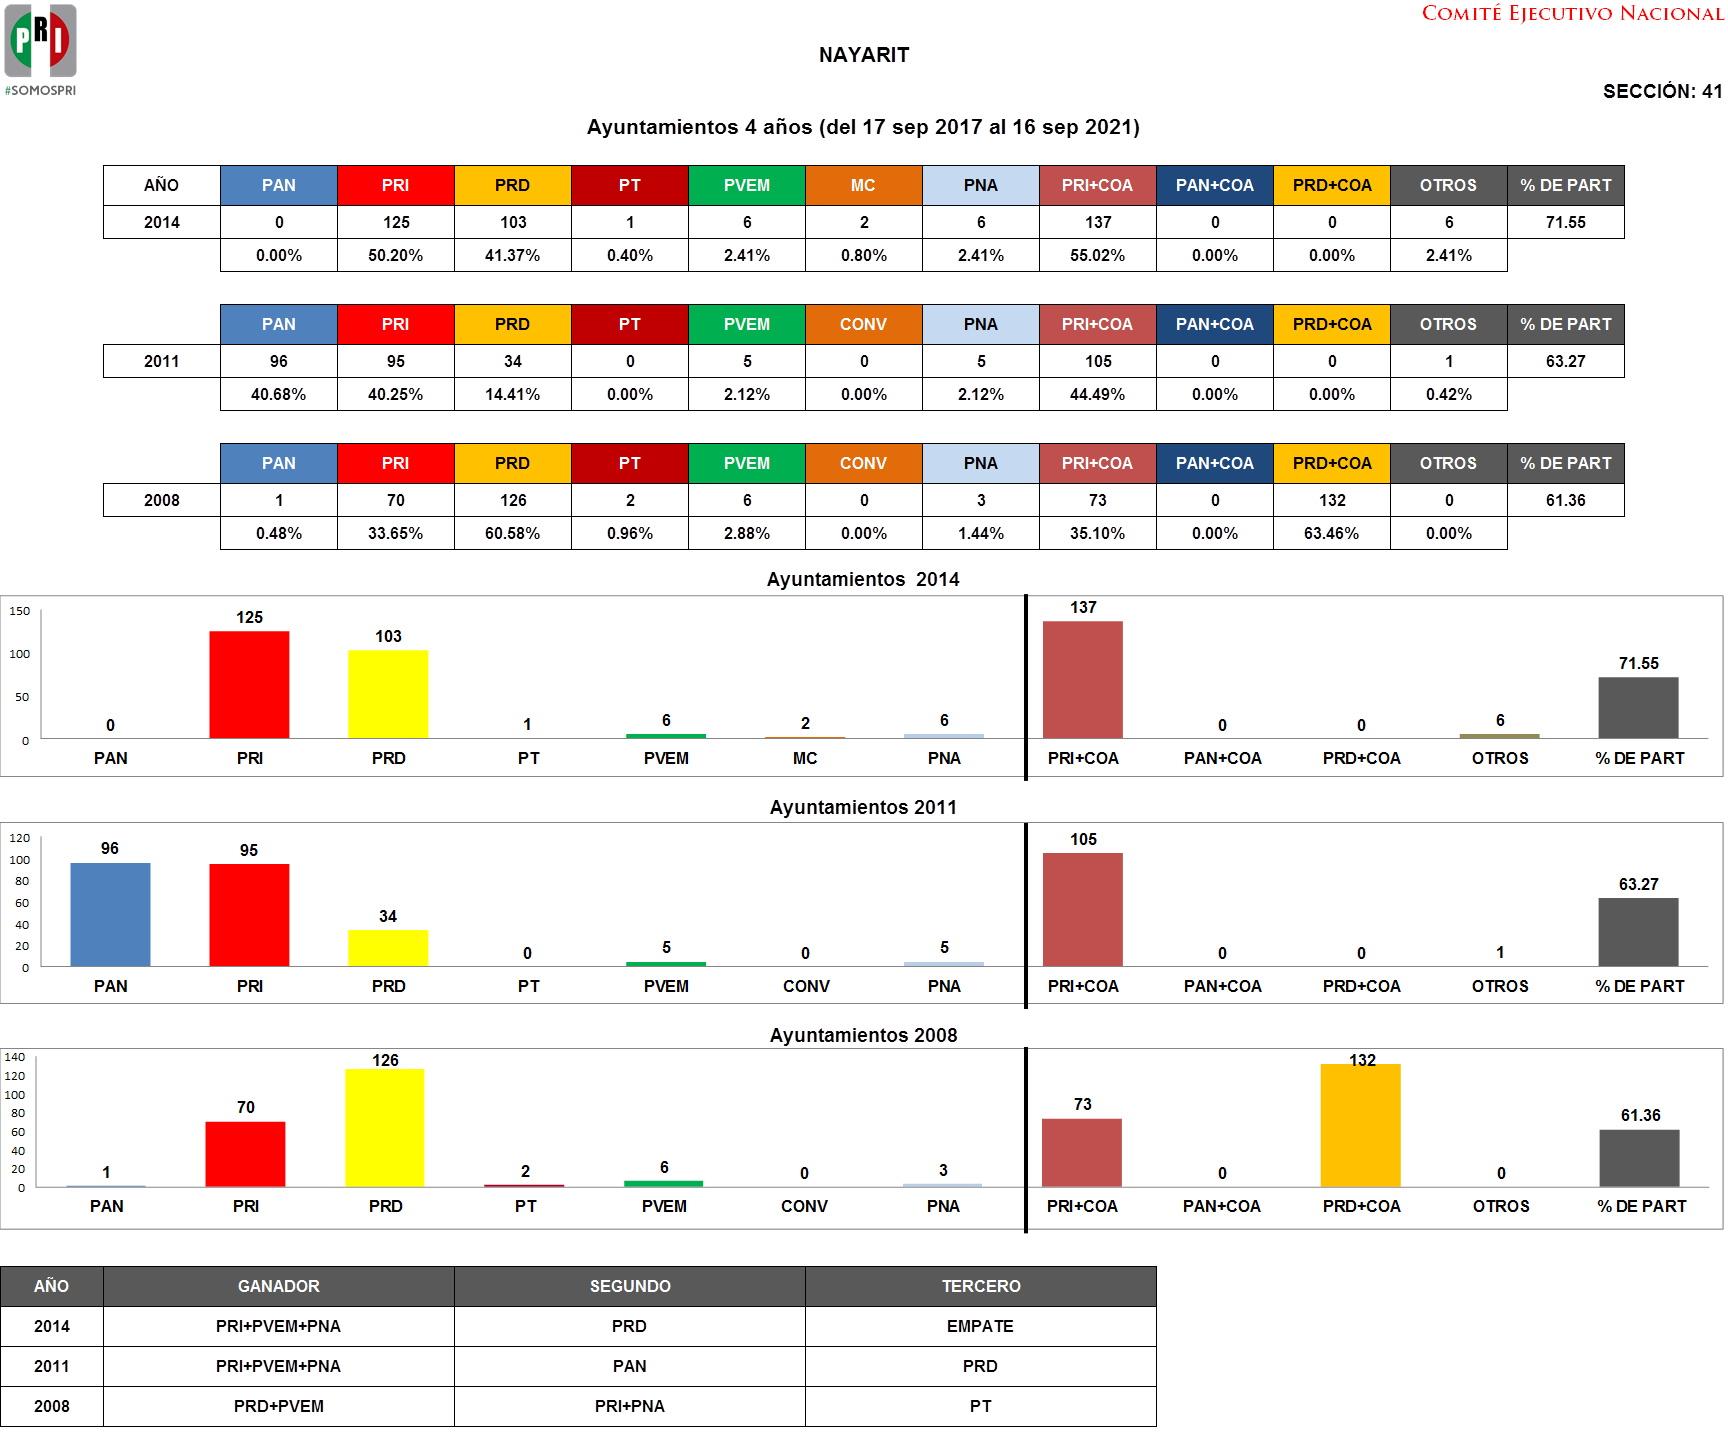 PRI
#SOMOSPRI
COMITÉ EJECUTIVO NACIONAL
NAYARIT
SECCIÓN: 41
Ayuntamientos 4 años (del 17 sep 2017 al 16 sep 2021)
AÑO PAN PRI PRD PT PVEM MC PNA PRI+COA PAN+COA PRD+COA OTROS % DE PART
2014 0 125 103 1 6 2 6 137 0 0 6 71.55
0.00% 50.20% 41.37% 0.40% 2.41% 0.80% 2.41% 55.02% 0.00% 0.00% 2.41%
PAN PRI PRD PT PVEM CONV PNA PRI+COA PAN+COA PRD+COA OTROS % DE PART
2011 96 95 34 0 5 0 5 105 0 0 1 63.27
40.68% 40.25% 14.41% 0.00% 2.12% 0.00% 2.12% 44.49% 0.00% 0.00% 0.42%
PAN PRI PRD PT PVEM CONV PNA PRI+COA PAN+COA PRD+COA OTROS % DE PART
2008 1 70 126 2 6 0 3 73 0 132 0 61.36
0.48% 33.65% 60.58% 0.96% 2.88% 0.00% 1.44% 35.10% 0.00% 63.46% 0.00%
Ayuntamientos 2014
150
100
50
0
0 125 103 1 6 2 6 137 0 0 6 71.55
PAN PRI PRD PT PVEM MC PNA PRI+COA PAN+COA PRD+COA OTROS % DE PART
Ayuntamientos 2011
120
100
80
60
40
20
0
96 95 34 0 5 0 5 105 0 0 1 63.27
PAN PRI PRD PT PVEM CONV PNA PRI+COA PAN+COA PRD+COA OTROS % DE PART
Ayuntamientos 2008
140
120
100
80
60
40
20
0
1 70 126 2 6 0 3 73 0 132 0 61.36
PAN PRI PRD PT PVEM CONV PNA PRI+COA PAN+COA PRD+COA OTROS % DE PART
AÑO GANADOR SEGUNDO TERCERO
2014 PRI+PVEM+PNA PRD EMPATE
2011 PRI+PVEM+PNA PAN PRD
2008 PRD+PVEM PRI+PNA PT